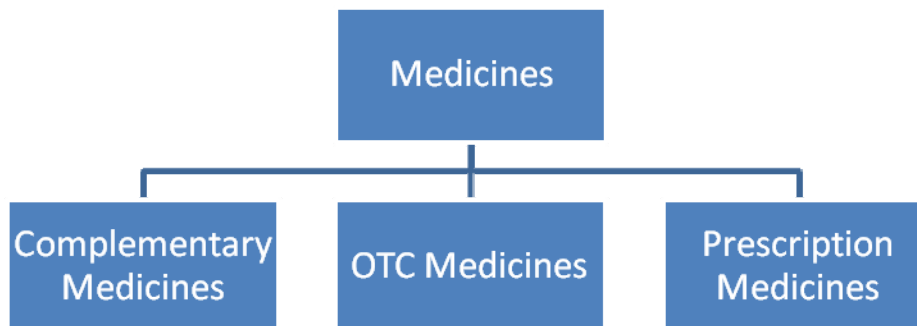 Medicines
Complementary
Medicines
OTC Medicines
Prescription
Medicines